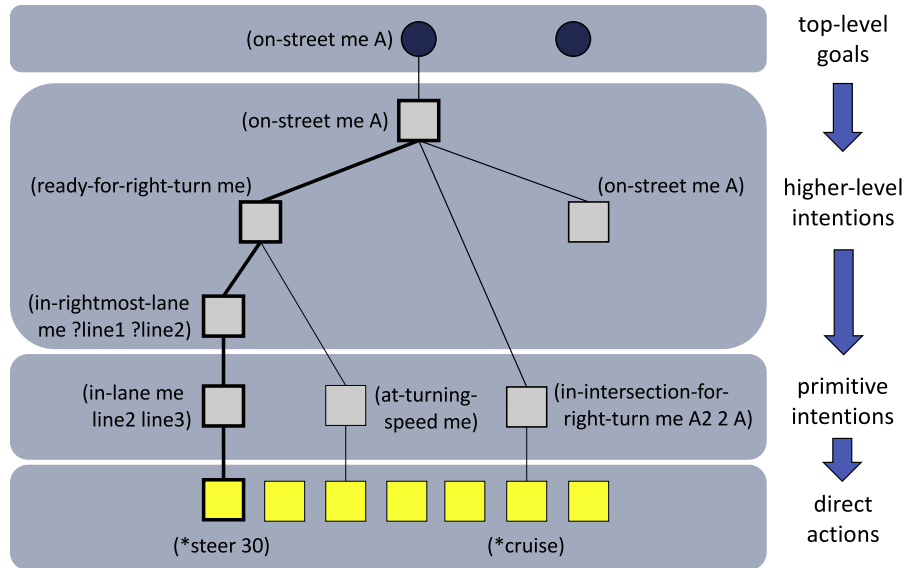 (on-street me A)
top-level
goals
(on-street me A)
(ready-for-right-turn me)
(on-street me A)
higher-level
intentions
(in-rightmost-lane
me ?line1 ?line2)
(in-lane me
line2 line3)
(at-turning-
speed me)
(in-intersection-for-
right-turn me A2 2 A)
primitive
intentions
direct
actions
(*steer 30)
(*cruise)